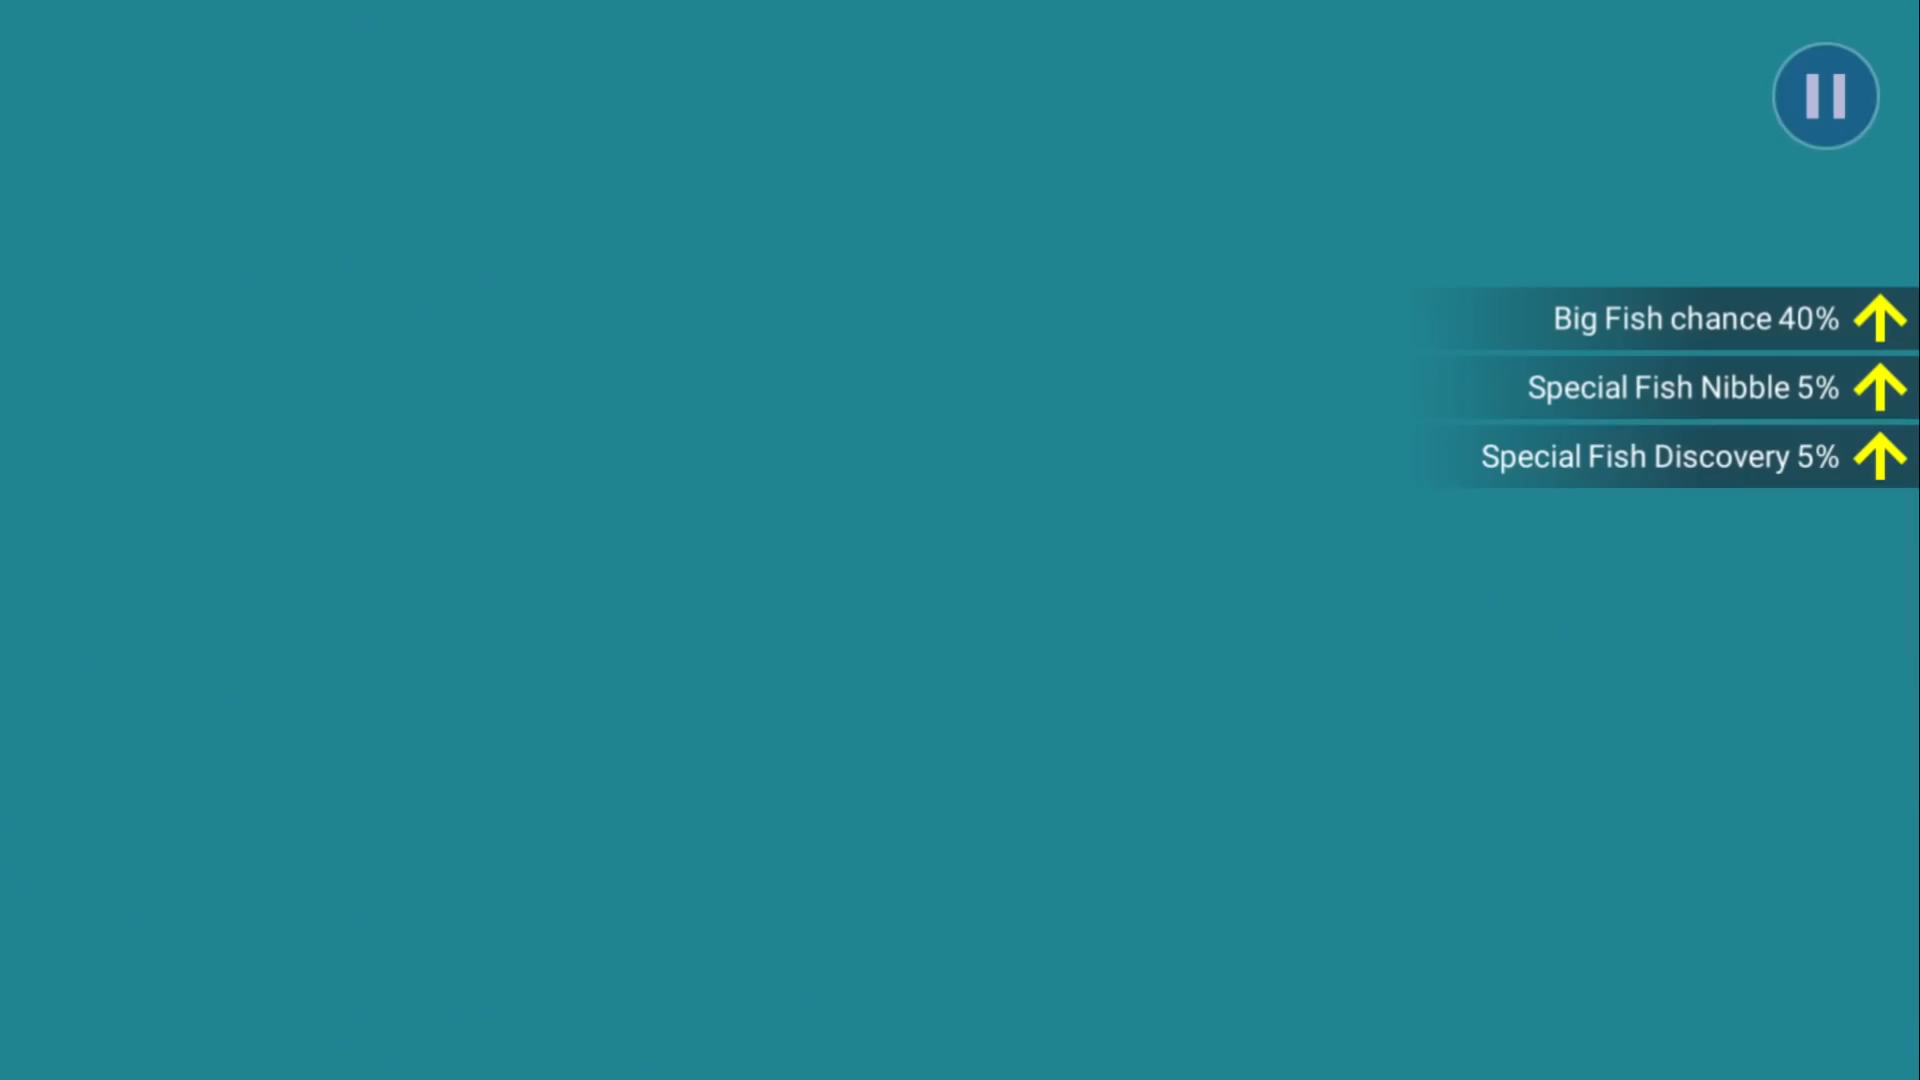 Big Fish chance 40%
Special Fish Nibble 5%
Special Fish Discovery 5%